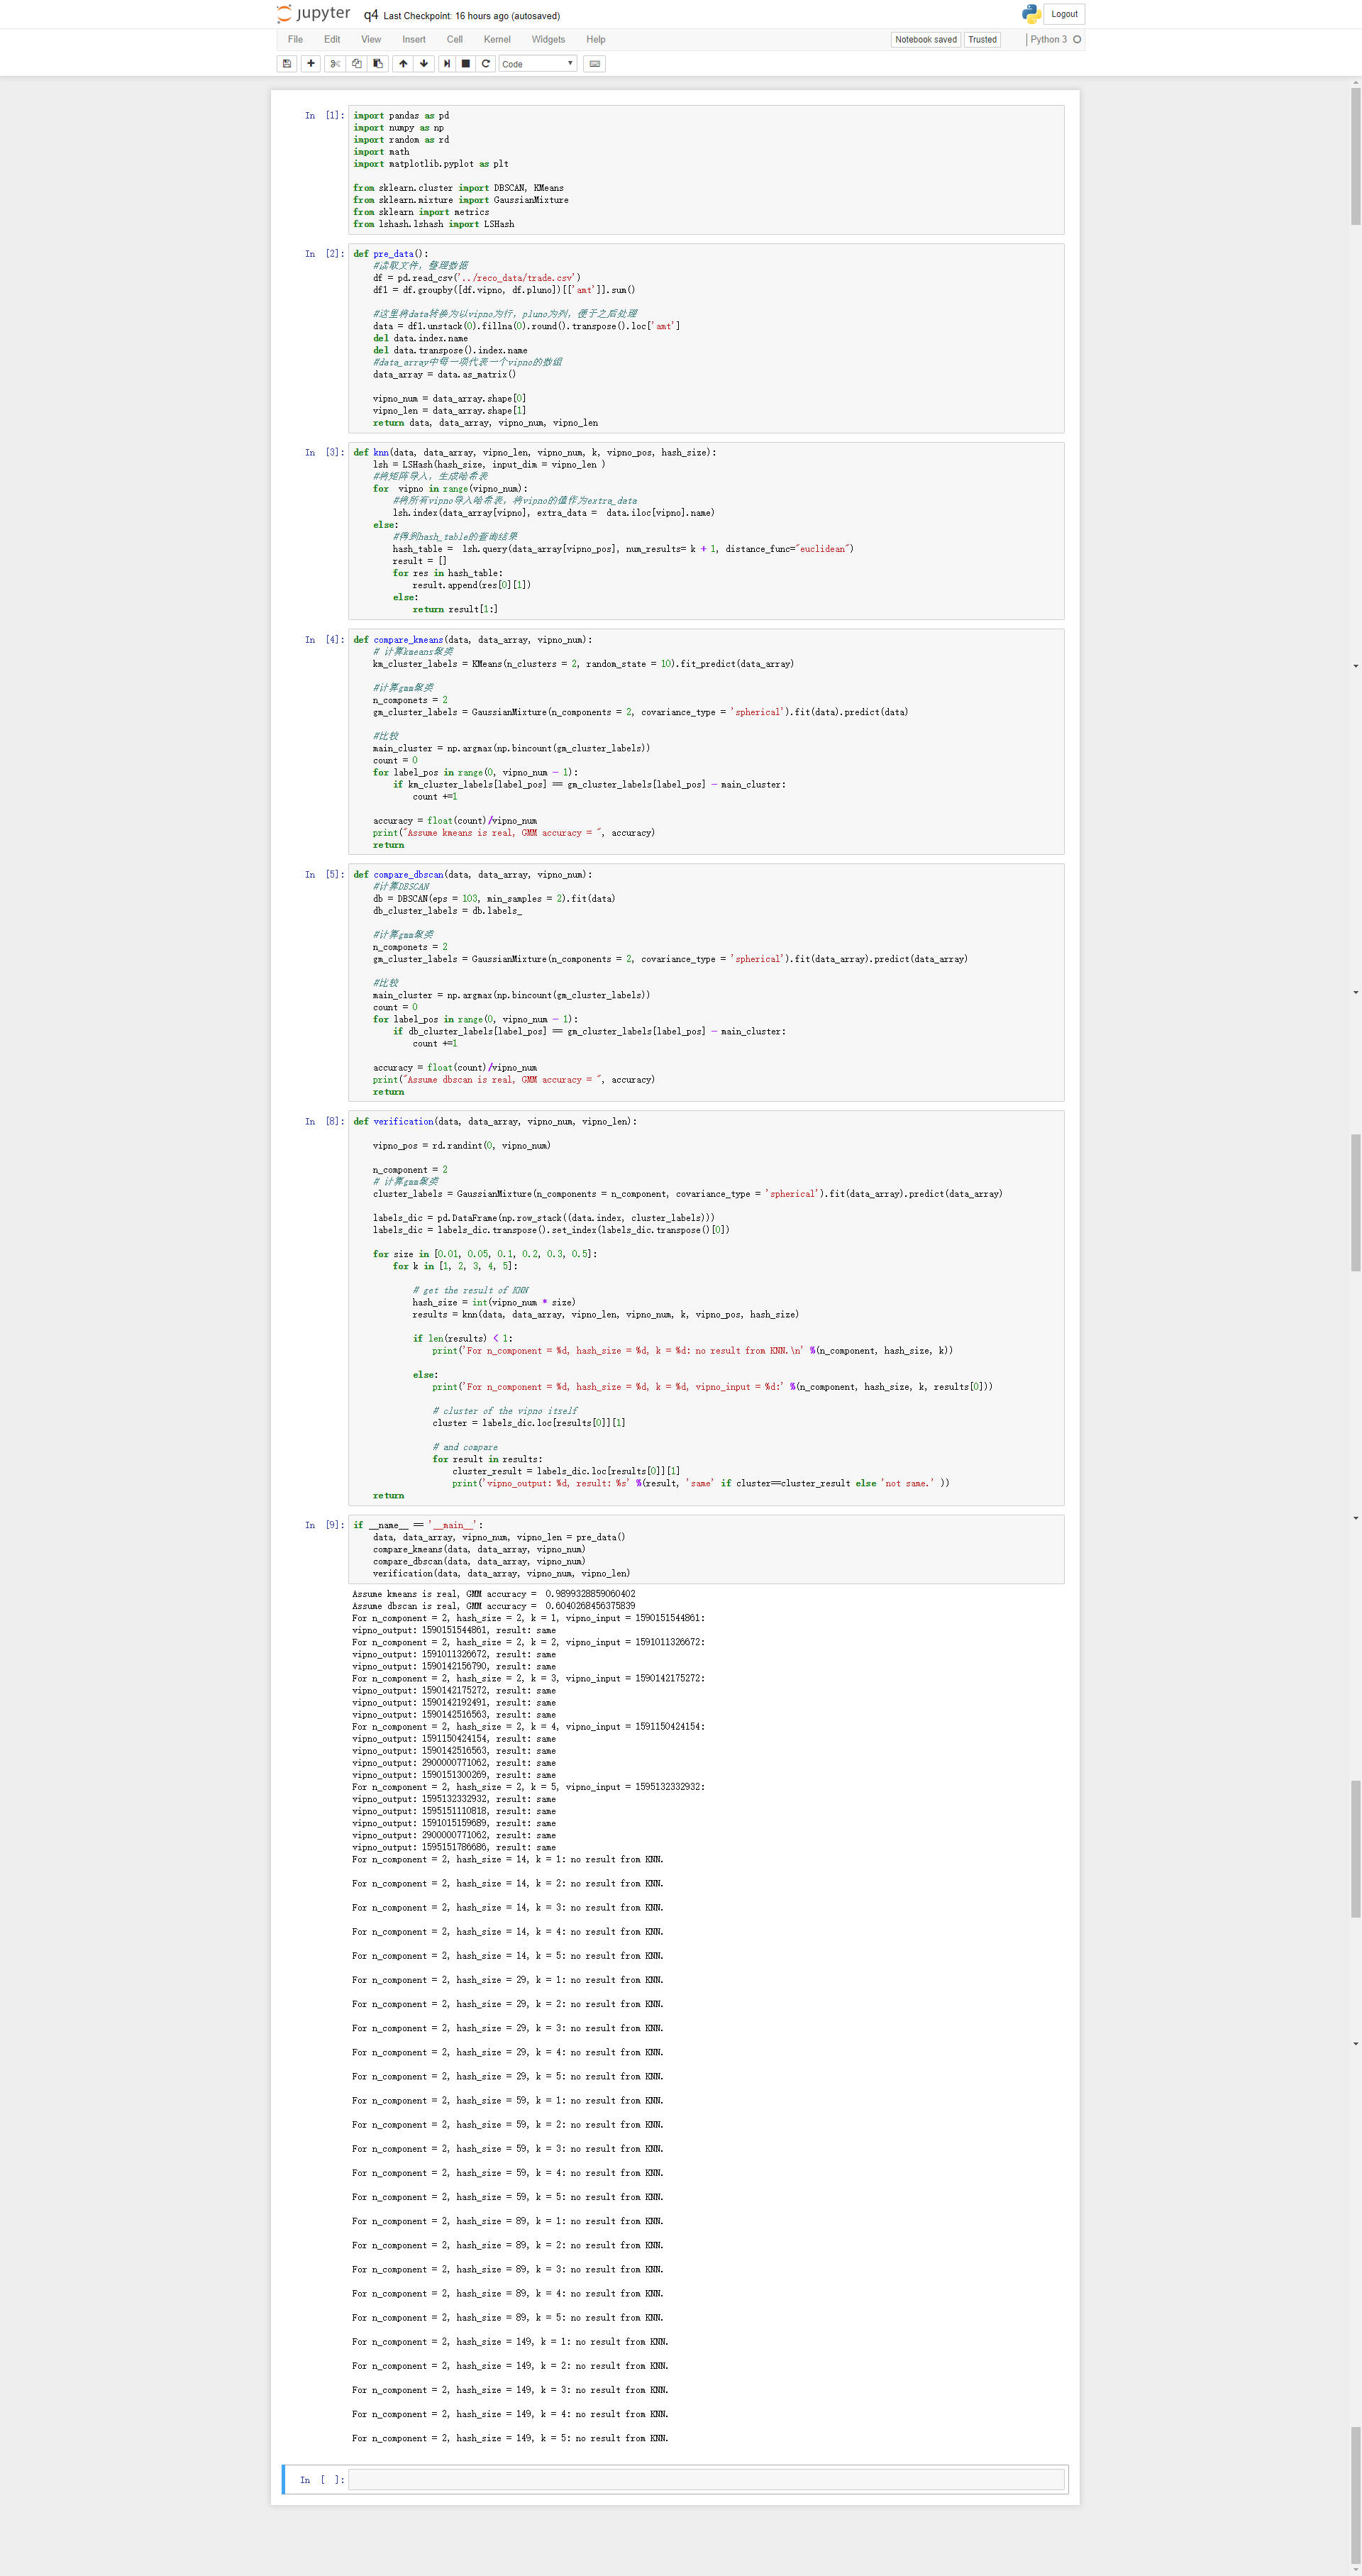 jupyter q4 Last Checkpoint: 16 hours ago (autosaved) Logout
File Edit View Insert Cell Kernel Widgets Help Notebook saved Trusted Python 3
Code
In [1]: import pandas as pd
import numpy as np
import random as rd
import math
import matplotlib.pyplot as plt
from sklearn.cluster import DBSCAN, KMeans
from sklearn.mixture import GaussianMixture
from sklearn import metrics
from lshash.lshash import LSHash
In [2]: def pre_data():
#读取文件，整理数据
df = pd.read_csv('../reco_data/trade.csv')
df1 = df.groupby([df.vipno, df.pluno])[['amt']].sum()
#这里将data转换为以vipno为行，pluno为列，便于之后处理
data = df1.unstack(0).fillna(0).round().transpose().loc['amt']
del data.index.name
del data.transpose().index.name
#data_array中每一项代表一个vipno的数组
data_array = data.as_matrix()
vipno_num = data_array.shape[0]
vipno_len = data_array.shape[1]
return data, data_array, vipno_num, vipno_len
In [3]: def knn(data, data_array, vipno_len, vipno_num, k, vipno_pos, hash_size):
lsh = LSHash(hash_size, input_dim = vipno_len )
#将矩阵导入，生成哈希表
for  vipno in range(vipno_num):
#将所有vipno导入哈希表，将vipno的值作为extra_data
lsh.index(data_array[vipno], extra_data =  data.iloc[vipno].name)
else:
#得到hash_table的查询结果
hash_table =  lsh.query(data_array[vipno_pos], num_results= k + 1, distance_func="euclidean")
result = []
for res in hash_table:
result.append(res[0][1])
else:
return result[1:]
In [4]: def compare_kmeans(data, data_array, vipno_num):
# 计算kmeans聚类
km_cluster_labels = KMeans(n_clusters = 2, random_state = 10).fit_predict(data_array)
#计算gmm聚类
n_componets = 2
gm_cluster_labels = GaussianMixture(n_components = 2, covariance_type = 'spherical').fit(data).predict(data)
#比较
main_cluster = np.argmax(np.bincount(gm_cluster_labels))
count = 0
for label_pos in range(0, vipno_num - 1):
if km_cluster_labels[label_pos] == gm_cluster_labels[label_pos] - main_cluster:
count +=1
accuracy = float(count)/vipno_num
print("Assume kmeans is real, GMM accuracy = ", accuracy)
return
In [5]: def compare_dbscan(data, data_array, vipno_num):
#计算DBSCAN
db = DBSCAN(eps = 103, min_samples = 2).fit(data)
db_cluster_labels = db.labels_
#计算gmm聚类
n_componets = 2
gm_cluster_labels = GaussianMixture(n_components = 2, covariance_type = 'spherical').fit(data_array).predict(data_array)
#比较
main_cluster = np.argmax(np.bincount(gm_cluster_labels))
count = 0
for label_pos in range(0, vipno_num - 1):
if db_cluster_labels[label_pos] == gm_cluster_labels[label_pos] - main_cluster:
count +=1
accuracy = float(count)/vipno_num
print("Assume dbscan is real, GMM accuracy = ", accuracy)
return
In [8]: def verification(data, data_array, vipno_num, vipno_len):
vipno_pos = rd.randint(0, vipno_num)
n_component = 2
# 计算gmm聚类
cluster_labels = GaussianMixture(n_components = n_component, covariance_type = 'spherical').fit(data_array).predict(data_array)
labels_dic = pd.DataFrame(np.row_stack((data.index, cluster_labels)))
labels_dic = labels_dic.transpose().set_index(labels_dic.transpose()[0])
for size in [0.01, 0.05, 0.1, 0.2, 0.3, 0.5]:
for k in [1, 2, 3, 4, 5]:
# get the result of KNN
hash_size = int(vipno_num * size)
results = knn(data, data_array, vipno_len, vipno_num, k, vipno_pos, hash_size)
if len(results) < 1:
print('For n_component = %d, hash_size = %d, k = %d: no result from KNN.\n' %(n_component, hash_size, k))
else:
print('For n_component = %d, hash_size = %d, k = %d, vipno_input = %d:' %(n_component, hash_size, k, results[0]))
# cluster of the vipno itself
cluster = labels_dic.loc[results[0]][1]
# and compare
for result in results:
cluster_result = labels_dic.loc[results[0]][1]
print('vipno_output: %d, result: %s' %(result, 'same' if cluster==cluster_result else 'not same.' ))
return
In [9]: if __name__ == '__main__':
data, data_array, vipno_num, vipno_len = pre_data()
compare_kmeans(data, data_array, vipno_num)
compare_dbscan(data, data_array, vipno_num)
verification(data, data_array, vipno_num, vipno_len)
Assume kmeans is real, GMM accuracy =  0.9899328859060402
Assume dbscan is real, GMM accuracy =  0.6040268456375839
For n_component = 2, hash_size = 2, k = 1, vipno_input = 1590151544861:
vipno_output: 1590151544861, result: same
For n_component = 2, hash_size = 2, k = 2, vipno_input = 1591011326672:
vipno_output: 1591011326672, result: same
vipno_output: 1590142156790, result: same
For n_component = 2, hash_size = 2, k = 3, vipno_input = 1590142175272:
vipno_output: 1590142175272, result: same
vipno_output: 1590142192491, result: same
vipno_output: 1590142516563, result: same
For n_component = 2, hash_size = 2, k = 4, vipno_input = 1591150424154:
vipno_output: 1591150424154, result: same
vipno_output: 1590142516563, result: same
vipno_output: 2900000771062, result: same
vipno_output: 1590151300269, result: same
For n_component = 2, hash_size = 2, k = 5, vipno_input = 1595132332932:
vipno_output: 1595132332932, result: same
vipno_output: 1595151110818, result: same
vipno_output: 1591015159689, result: same
vipno_output: 2900000771062, result: same
vipno_output: 1595151786686, result: same
For n_component = 2, hash_size = 14, k = 1: no result from KNN.
For n_component = 2, hash_size = 14, k = 2: no result from KNN.
For n_component = 2, hash_size = 14, k = 3: no result from KNN.
For n_component = 2, hash_size = 14, k = 4: no result from KNN.
For n_component = 2, hash_size = 14, k = 5: no result from KNN.
For n_component = 2, hash_size = 29, k = 1: no result from KNN.
For n_component = 2, hash_size = 29, k = 2: no result from KNN.
For n_component = 2, hash_size = 29, k = 3: no result from KNN.
For n_component = 2, hash_size = 29, k = 4: no result from KNN.
For n_component = 2, hash_size = 29, k = 5: no result from KNN.
For n_component = 2, hash_size = 59, k = 1: no result from KNN.
For n_component = 2, hash_size = 59, k = 2: no result from KNN.
For n_component = 2, hash_size = 59, k = 3: no result from KNN.
For n_component = 2, hash_size = 59, k = 4: no result from KNN.
For n_component = 2, hash_size = 59, k = 5: no result from KNN.
For n_component = 2, hash_size = 89, k = 1: no result from KNN.
For n_component = 2, hash_size = 89, k = 2: no result from KNN.
For n_component = 2, hash_size = 89, k = 3: no result from KNN.
For n_component = 2, hash_size = 89, k = 4: no result from KNN.
For n_component = 2, hash_size = 89, k = 5: no result from KNN.
For n_component = 2, hash_size = 149, k = 1: no result from KNN.
For n_component = 2, hash_size = 149, k = 2: no result from KNN.
For n_component = 2, hash_size = 149, k = 3: no result from KNN.
For n_component = 2, hash_size = 149, k = 4: no result from KNN.
For n_component = 2, hash_size = 149, k = 5: no result from KNN.
In [ ]: